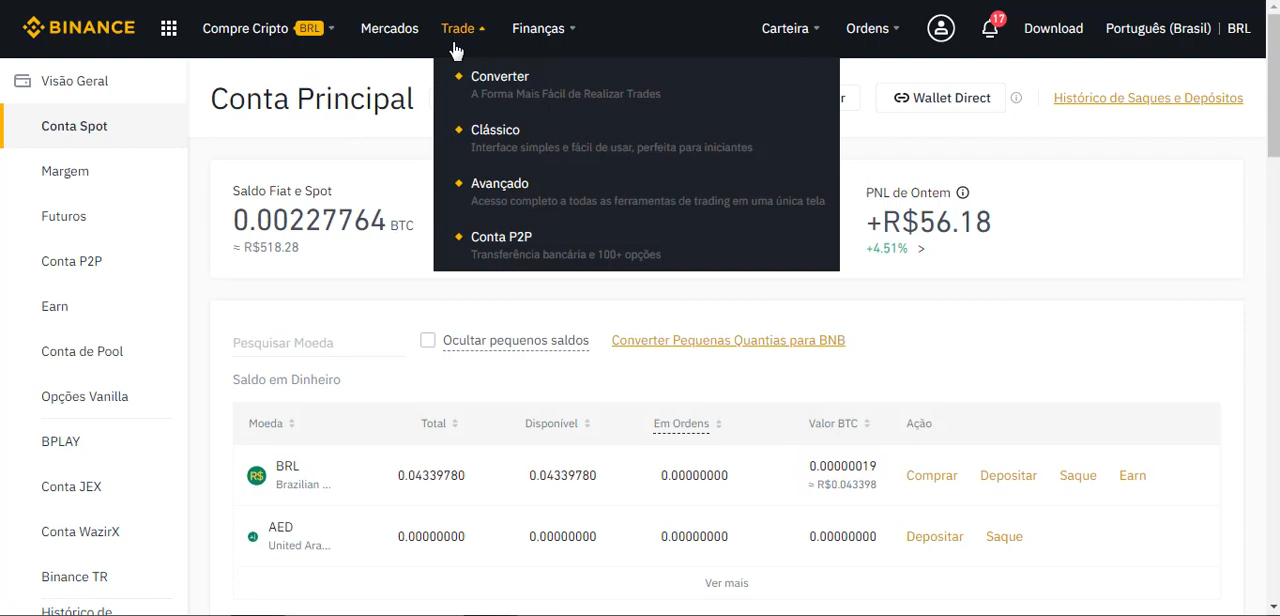 BINANCE
Compre Cripto BRL
Mercados
Trade
Finanças
Carteira
Ordens
17
Download
Português (Brasil)
BRL
Visão Geral
Conta Spot
Margem
Futuros
Conta P2P
Earn
Conta de Pool
Opções Vanilla
BPLAY
Conta JEX
Conta WazirX
Binance TR
Histórico de
Conta Principal
Converter
A Forma Mais Fácil de Realizar Trades
Clássico
Interface simples e fácil de usar, perfeita para iniciantes
Avançado
Acesso completo a todas as ferramentas de trading em uma única tela
Conta P2P
Transferência bancária e 100+ opções
r
Wallet Direct
Histórico de Saques e Depósitos
Saldo Fiat e Spot
0.00227764 BTC
≈ R$518.28
PNL de Ontem
+R$56.18
+4.51% >
Pesquisar Moeda
Ocultar pequenos saldos
Converter Pequenas Quantias para BNB
Saldo em Dinheiro
Moeda Total Disponível Em Ordens Valor BTC Ação
R$
BRL
Brazilian ...
0.04339780 0.04339780 0.00000000
0.00000019
≈ R$0.043398
Comprar Depositar Saque Earn
AED
United Ara...
0.00000000 0.00000000 0.00000000 0.00000000
Depositar Saque
Ver mais